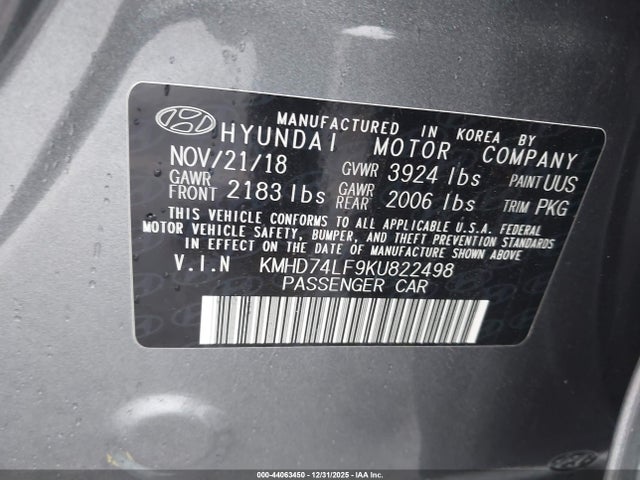 MANUFACTURED IN KOREA BY
HYUNDAI MOTOR COMPANY
NOV/21/18 GVWR 3924 lbs PAINT UUS
GAWR FRONT 2183 lbs GAWR REAR 2006 lbs TRIM PKG
THIS VEHICLE CONFORMS TO ALL APPLICABLE U.S.A. FEDERAL
MOTOR VEHICLE SAFETY, BUMPER, AND THEFT PREVENTION STANDARDS
IN EFFECT ON THE DATE OF MANUFACTURE SHOWN ABOVE.
V.I.N KMHD74LF9KU822498
PASSENGER CAR
000-44063450 - 12/31/2025 - IAA Inc.